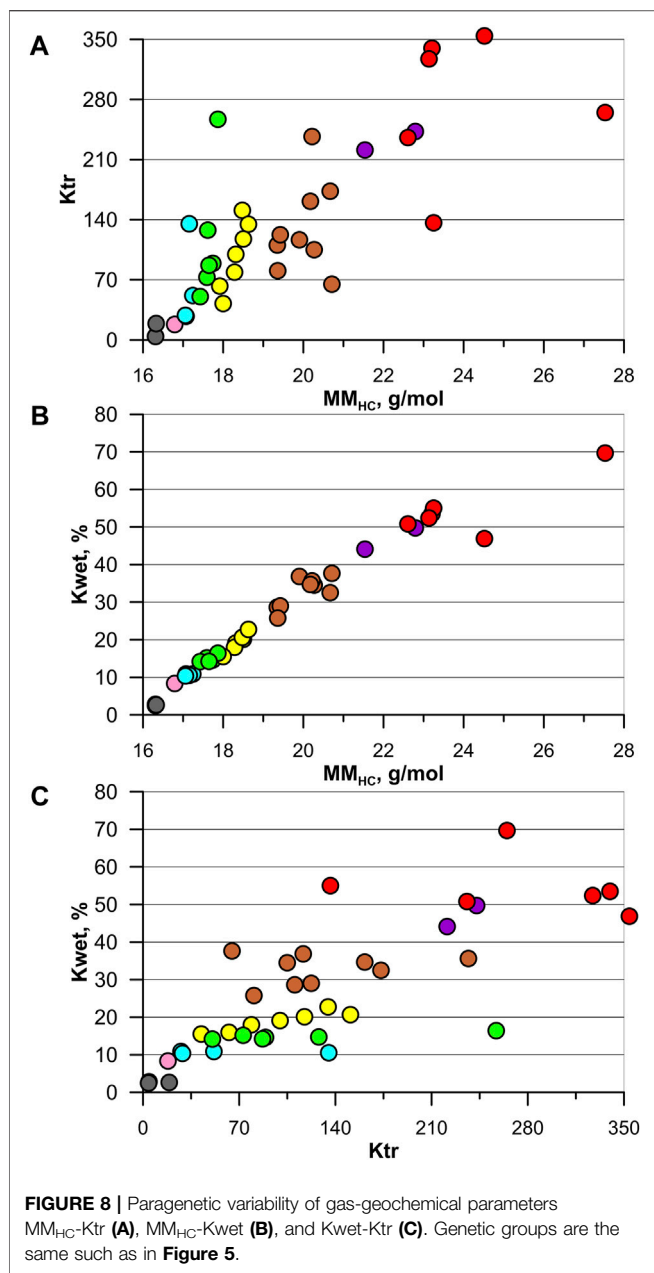 A
350
280
210
140
70
0
Ktr
16 18 20 22 24 26 28
MMHC, g/mol
B
80
70
60
50
40
30
20
10
0
Kwet, %
16 18 20 22 24 26 28
MMHC, g/mol
C
80
70
60
50
40
30
20
10
0
Kwet, %
0 70 140 210 280 350
Ktr
FIGURE 8 | Paragenetic variability of gas-geochemical parameters
MMHC-Ktr (A), MMHC-Kwet (B), and Kwet-Ktr (C). Genetic groups are the
same such as in Figure 5.